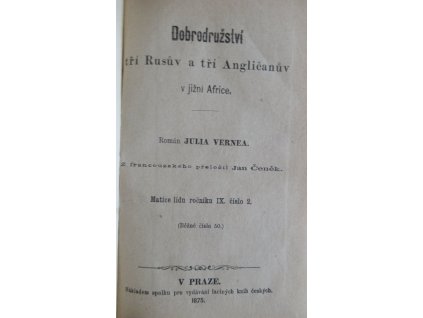 Dobrodružství
tří Rusův a tří Angličanův
v jižní Africe.
Román JULIA VERNEA.
Z francouzského přeložil Jan Čeněk.
Matice lidu ročníku IX. číslo 2.
(Běžné číslo 50.)
V PRAZE.
Nákladem spolku pro vydávání laciných knih českých.
1875.